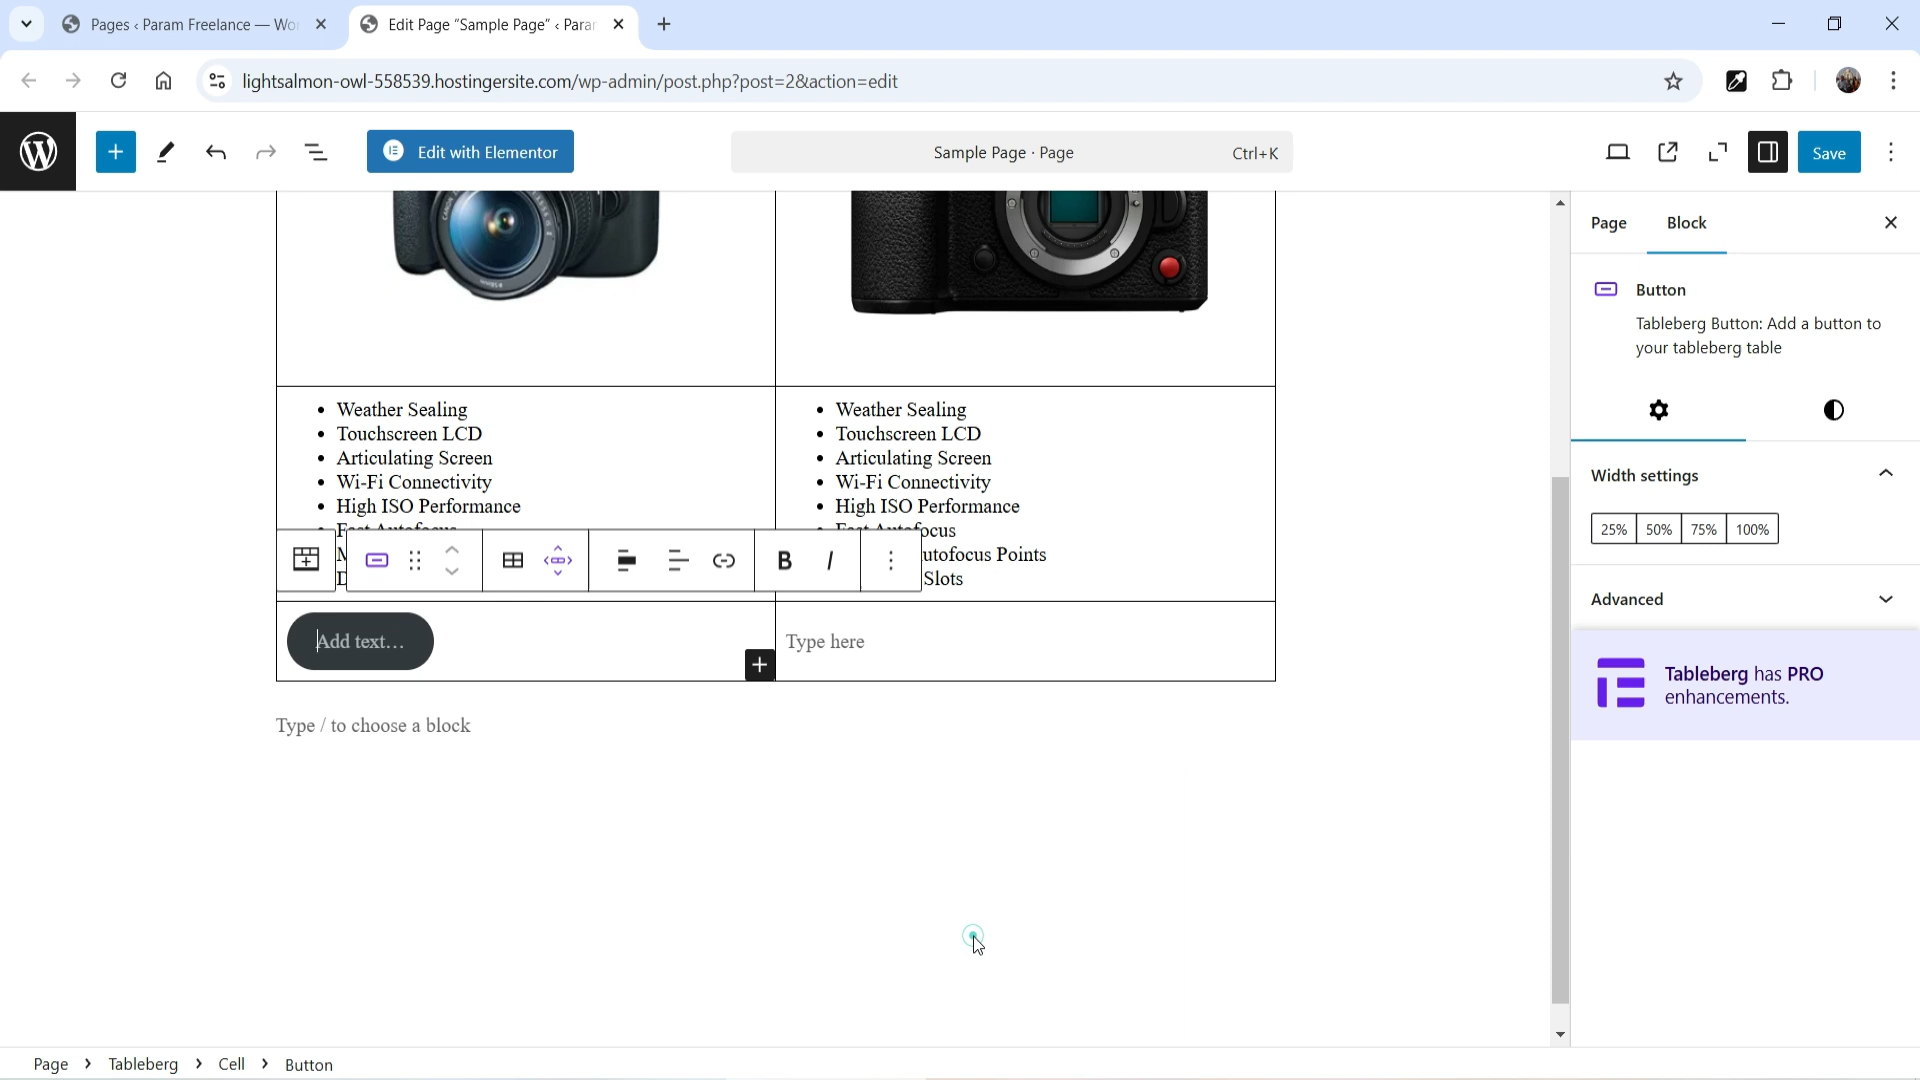 Pages ‹ Param Freelance — Wo
Edit Page “Sample Page” ‹ Para
lightsalmon-owl-558539.hostingersite.com/wp-admin/post.php?post=2&action=edit
Edit with Elementor
Sample Page · Page
Ctrl+K
Save
Page
Block
Button
Tableberg Button: Add a button to
your tableberg table
Width settings
25%
50%
75%
100%
Advanced
Tableberg has PRO
enhancements.
Weather Sealing
Touchscreen LCD
Articulating Screen
Wi-Fi Connectivity
High ISO Performance
Fast Autofocus
Weather Sealing
Touchscreen LCD
Articulating Screen
Wi-Fi Connectivity
High ISO Performance
Fast Autofocus
utofocus Points
Slots
B
I
Add text…
Type here
Type / to choose a block
Page
Tableberg
Cell
Button